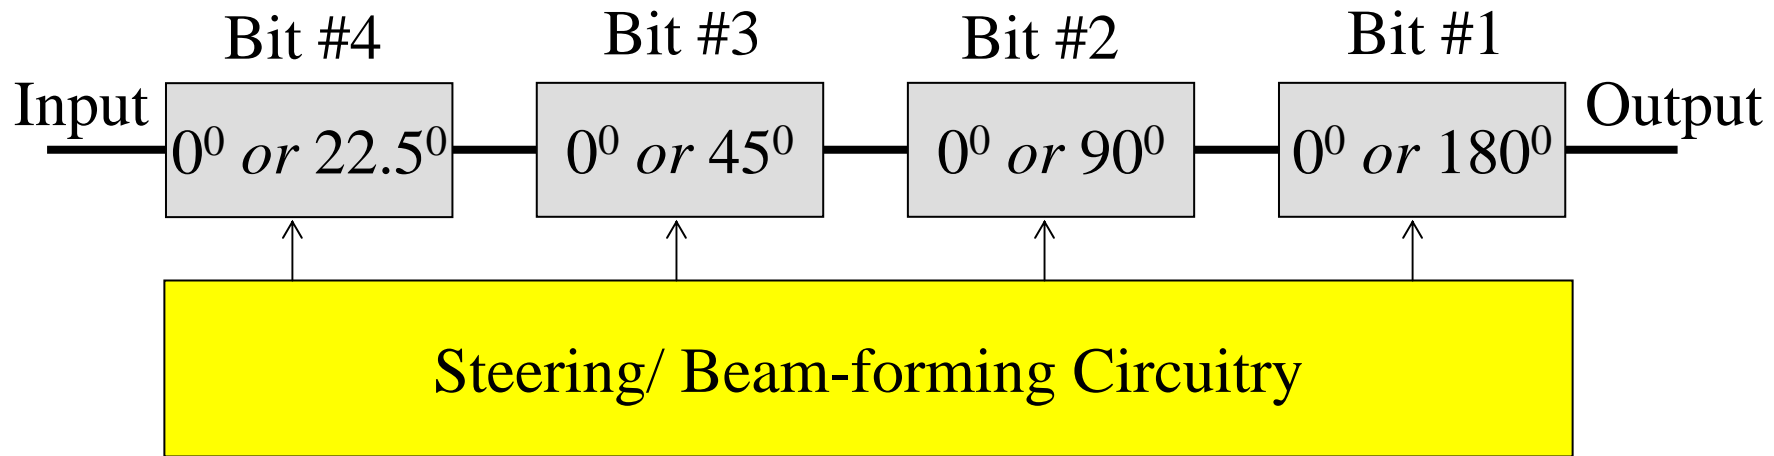 Bit #4 Bit #3 Bit #2 Bit #1
Input Output
0⁰ or 22.5⁰ 0⁰ or 45⁰ 0⁰ or 90⁰ 0⁰ or 180⁰
Steering/ Beam-forming Circuitry